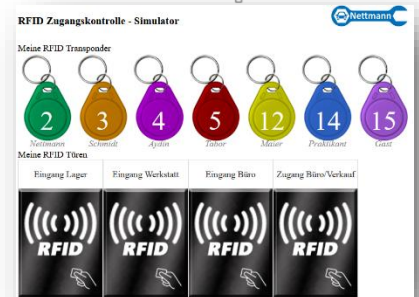 Nettmann
RFID Zugangskontrolle - Simulator
Meine RFID Transponder
2 3 4 5 12 14 15
Nettmann Schmidt Aydin Tabor Maier Praktikant Gast
Meine RFID Türen
Eingang Lager Eingang Werkstatt Eingang Büro Zugang Büro/Verkauf
RFID RFID RFID RFID